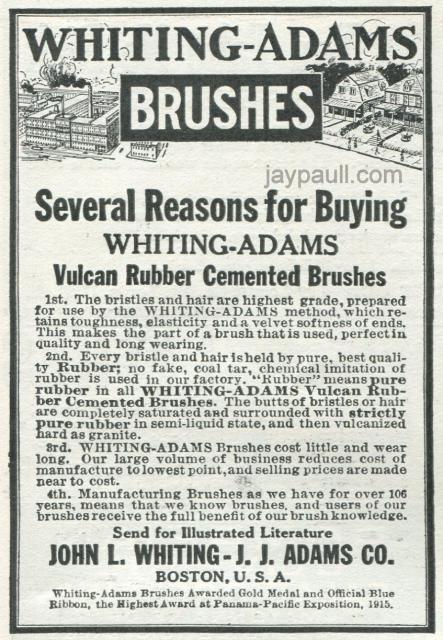 WHITING-ADAMS
BRUSHES
jaypaull.com
Several Reasons for Buying
WHITING-ADAMS
Vulcan Rubber Cemented Brushes
1st. The bristles and hair are highest grade, prepared
for use by the WHITING-ADAMS method, which re-
tains toughness, elasticity and a velvet softness of ends.
This makes the part of a brush that is used, perfect in
quality and long wearing.
2nd. Every bristle and hair is held by pure, best quali-
ty Rubber; no fake, coal tar, chemical imitation of
rubber is used in our factory. "Rubber" means pure
rubber in all WHITING-ADAMS Vulcan Rub-
ber Cemented Brushes. The butts of bristles or hair
are completely saturated and surrounded with strictly
pure rubber in semi-liquid state, and then vulcanized
hard as granite.
3rd. WHITING-ADAMS Brushes cost little and wear
long. Our large volume of business reduces cost of
manufacture to lowest point, and selling prices are made
near to cost.
4th. Manufacturing Brushes as we have for over 106
years, means that we know brushes, and users of our
brushes receive the full benefit of our brush knowledge.
Send for Illustrated Literature
JOHN L. WHITING - J. J. ADAMS CO.
BOSTON, U. S. A.
Whiting-Adams Brushes Awarded Gold Medal and Official Blue
Ribbon, the Highest Award at Panama-Pacific Exposition, 1915.